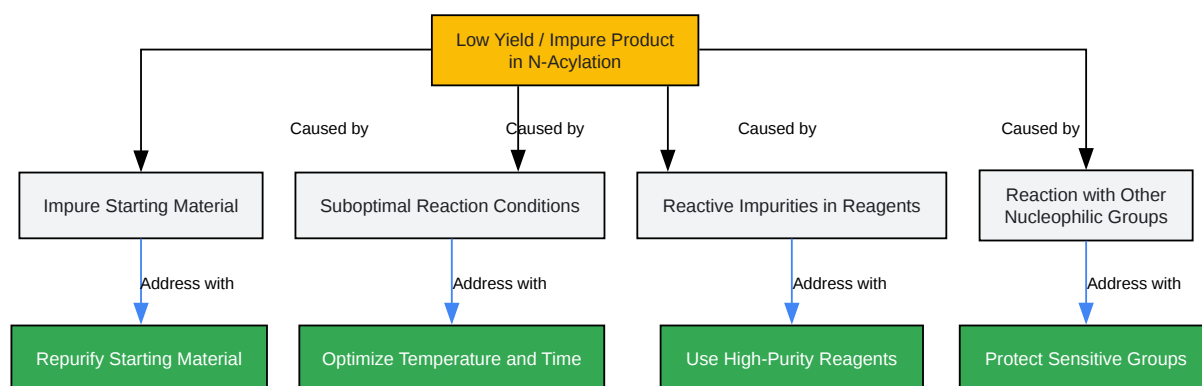 Low Yield / Impure Product
in N-Acylation
Caused by
Caused by
Caused by
Caused by
Impure Starting Material
Suboptimal Reaction Conditions
Reactive Impurities in Reagents
Reaction with Other
Nucleophilic Groups
Address with
Address with
Address with
Address with
Repurify Starting Material
Optimize Temperature and Time
Use High-Purity Reagents
Protect Sensitive Groups